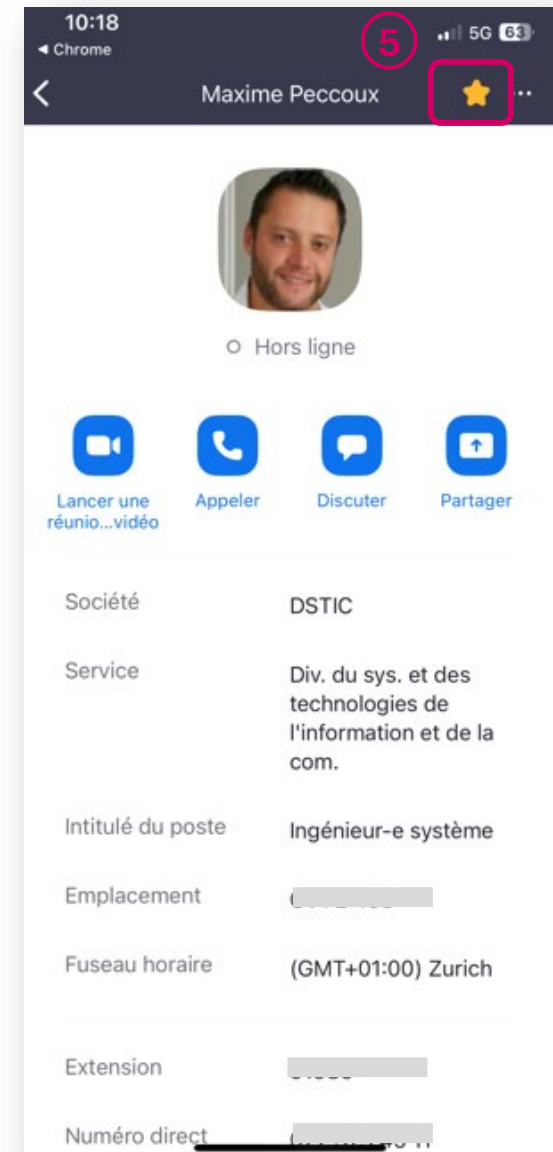 10:18
5
5G 63
Chrome
Maxime Peccoux
Hors ligne
Lancer une
réunio...vidéo
Appeler
Discuter
Partager
Société
DSTIC
Service
Div. du sys. et des
technologies de
l'information et de la
com.
Intitulé du poste
Ingénieur-e système
Emplacement
Fuseau horaire
(GMT+01:00) Zurich
Extension
Numéro direct